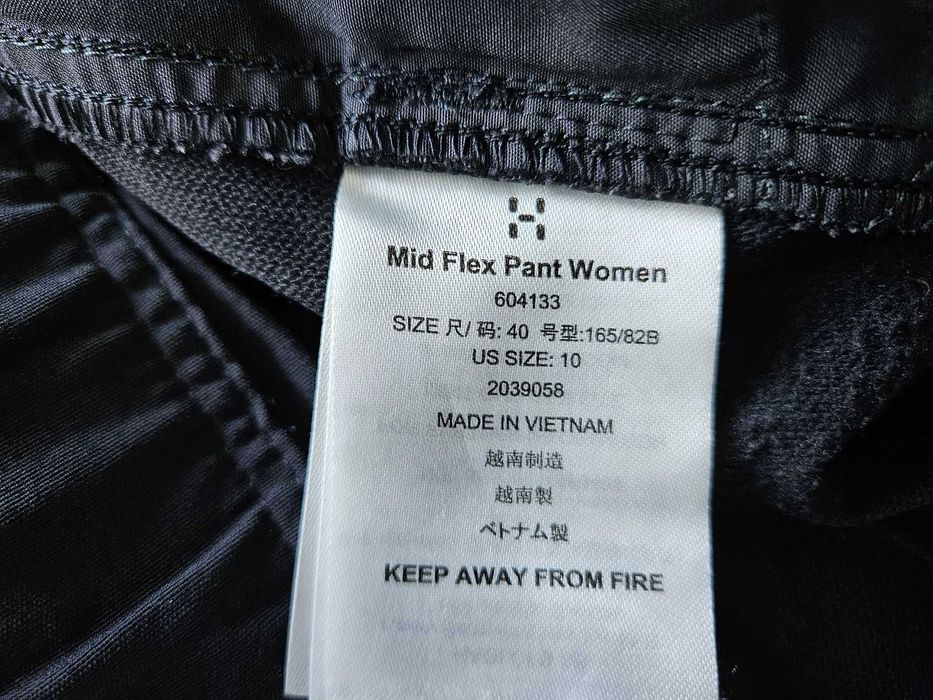 Mid Flex Pant Women
604133
SIZE 尺/ 码: 40 号型:165/82B
US SIZE: 10
2039058
MADE IN VIETNAM
越南制造
越南製
ベトナム製
KEEP AWAY FROM FIRE